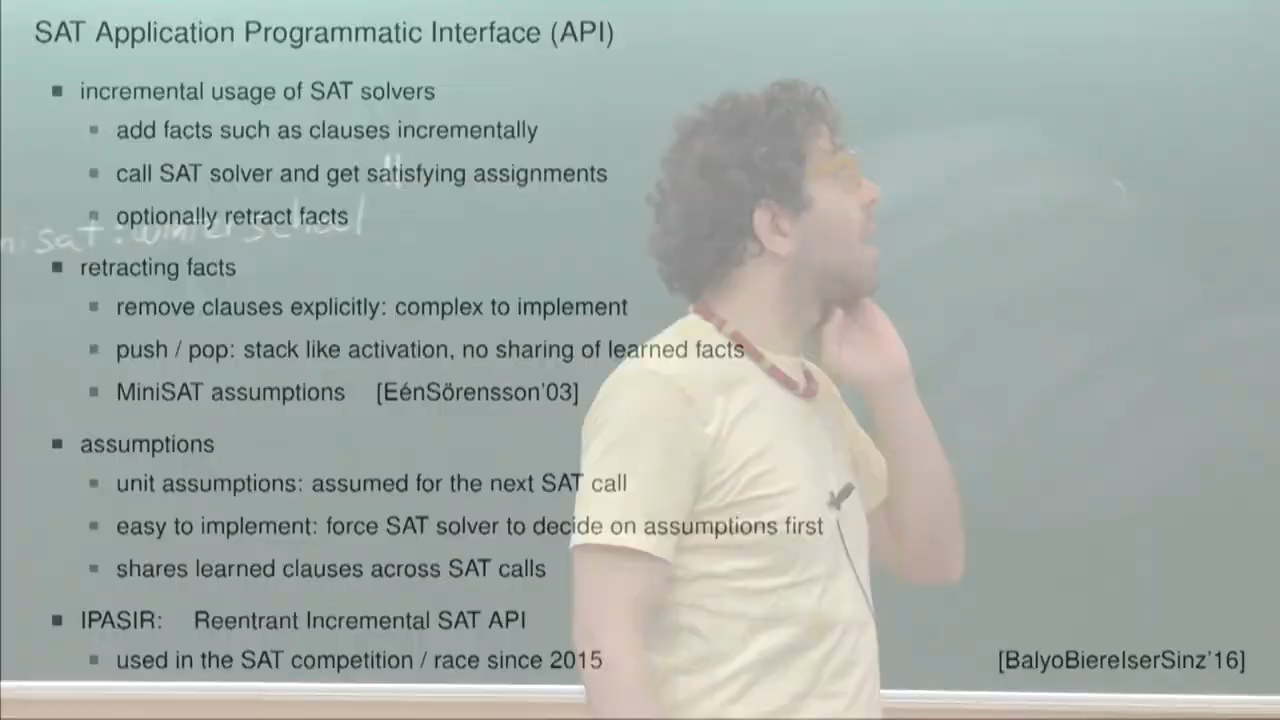 SAT Application Programmatic Interface (API)
incremental usage of SAT solvers
add facts such as clauses incrementally
call SAT solver and get satisfying assignments
optionally retract facts
retracting facts
remove clauses explicitly: complex to implement
push / pop: stack like activation, no sharing of learned facts
MiniSAT assumptions [EénSörensson'03]
assumptions
unit assumptions: assumed for the next SAT call
easy to implement: force SAT solver to decide on assumptions first
shares learned clauses across SAT calls
IPASIR: Reentrant Incremental SAT API
used in the SAT competition / race since 2015 [BalyoBiereIserSinz'16]